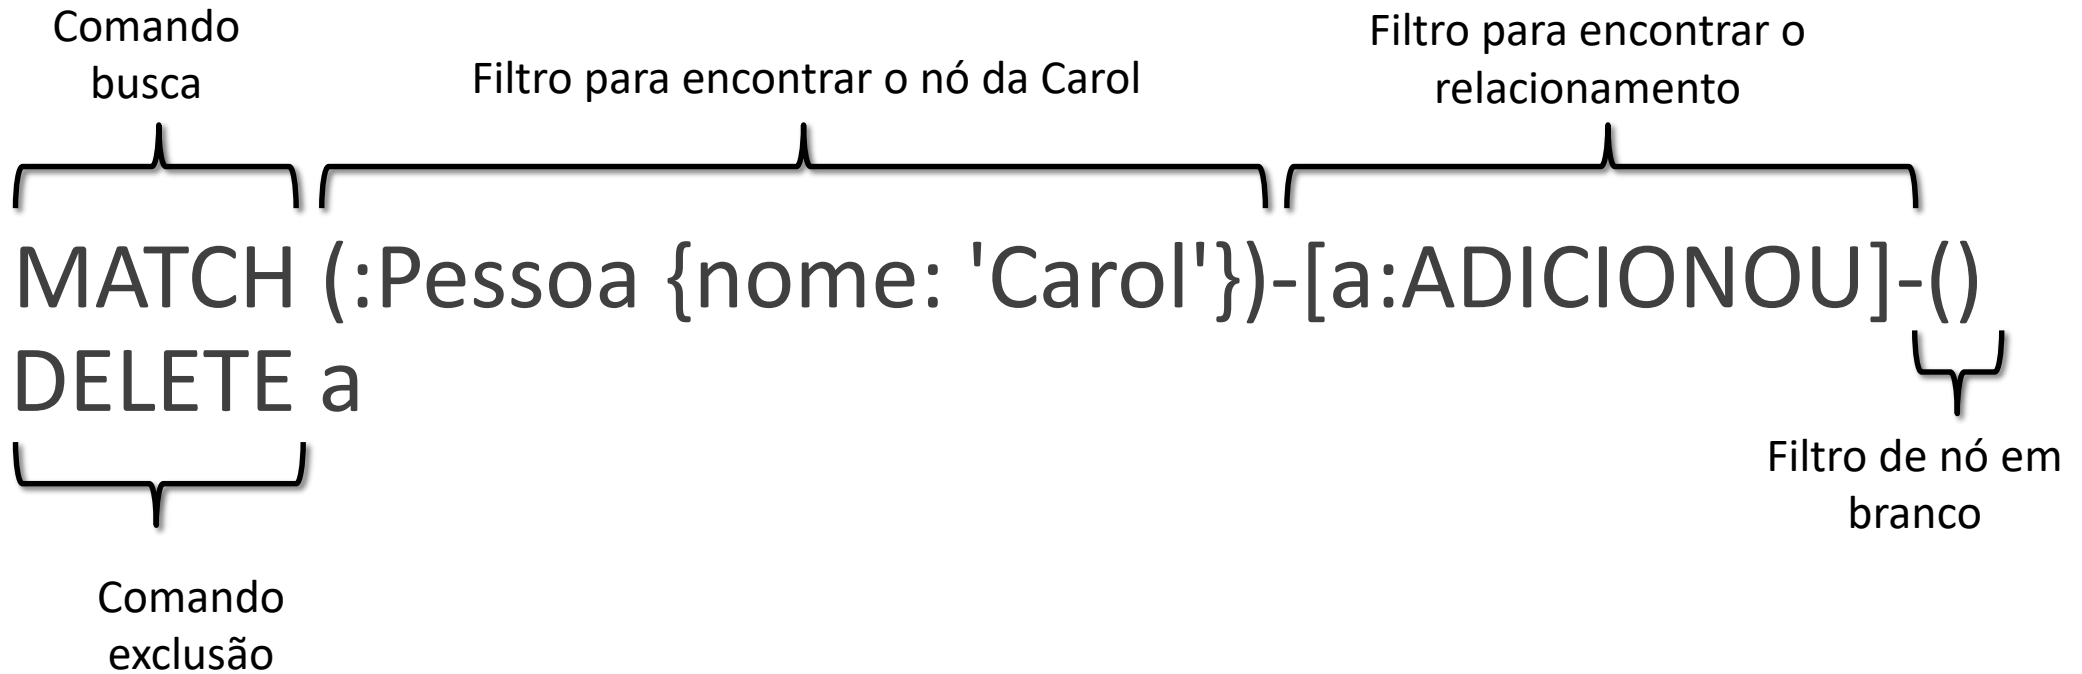 Comando
busca
Filtro para encontrar o nó da Carol
Filtro para encontrar o
relacionamento
MATCH (:Pessoa {nome: 'Carol'})-[a:ADICIONOU]-()
DELETE a
Filtro de nó em
branco
Comando
exclusão